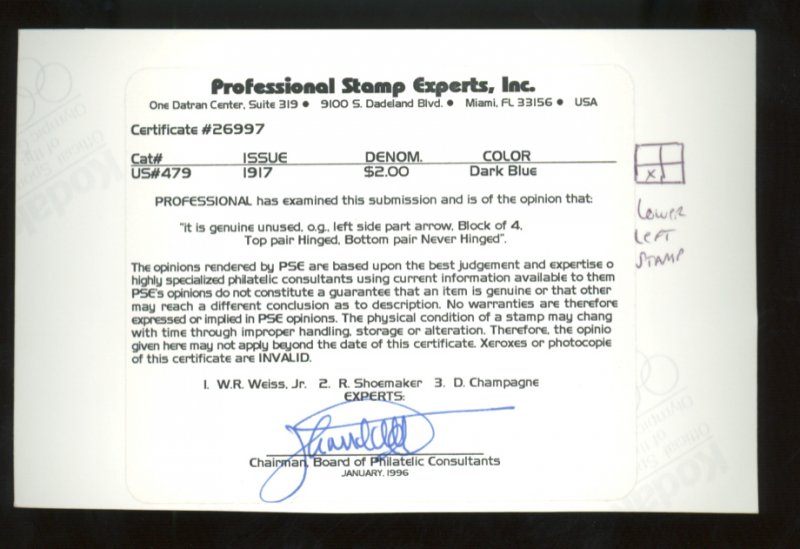 Professional Stamp Experts, Inc.
One Datran Center, Suite 319 • 9100 S. Dadeland Blvd. • Miami, FL 33156 • USA
Certificate #26997
Cat# ISSUE DENOM. COLOR
US#479 1917 $2.00 Dark Blue
PROFESSIONAL has examined this submission and is of the opinion that:
"it is genuine unused, o.g., left side part arrow, Block of 4,
Top pair Hinged, Bottom pair Never Hinged".
The opinions rendered by PSE are based upon the best judgement and expertise o
highly specialized philatelic consultants using current information available to them
PSE's opinions do not constitute a guarantee that an item is genuine or that other
may reach a different conclusion as to description. No warranties are therefore
expressed or implied in PSE opinions. The physical condition of a stamp may chang
with time through improper handling, storage or alteration. Therefore, the opinio
given here may not apply beyond the date of this certificate. Xeroxes or photocopie
of this certificate are INVALID.
1. W.R. Weiss, Jr. 2. R. Shoemaker 3. D. Champagne
EXPERTS:
Chairman, Board of Philatelic Consultants
JANUARY, 1996
X
LOWER
LEFT
STAMP
Kodak
Kodak